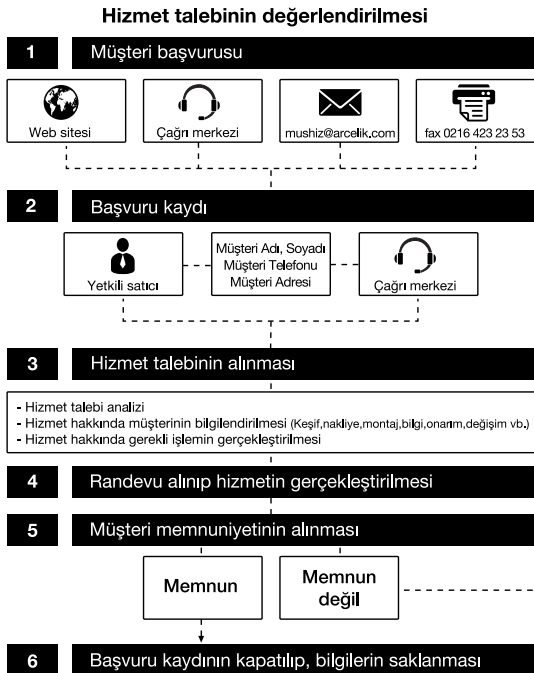 Hizmet talebinin değerlendirilmesi
1 Müşteri başvurusu
Web sitesi
Çağrı merkezi
mushiz@arcelik.com
fax 0216 423 23 53
2 Başvuru kaydı
Yetkili satıcı
Müşteri Adı, Soyadı
Müşteri Telefonu
Müşteri Adresi
Çağrı merkezi
3 Hizmet talebinin alınması
- Hizmet talebi analizi
- Hizmet hakkında müşterinin bilgilendirilmesi (Keşif,nakliye,montaj,bilgi,onarım,değişim vb.)
- Hizmet hakkında gerekli işlemin gerçekleştirilmesi
4 Randevu alınıp hizmetin gerçekleştirilmesi
5 Müşteri memnuniyetinin alınması
Memnun
Memnun
değil
6 Başvuru kaydının kapatılıp, bilgilerin saklanması